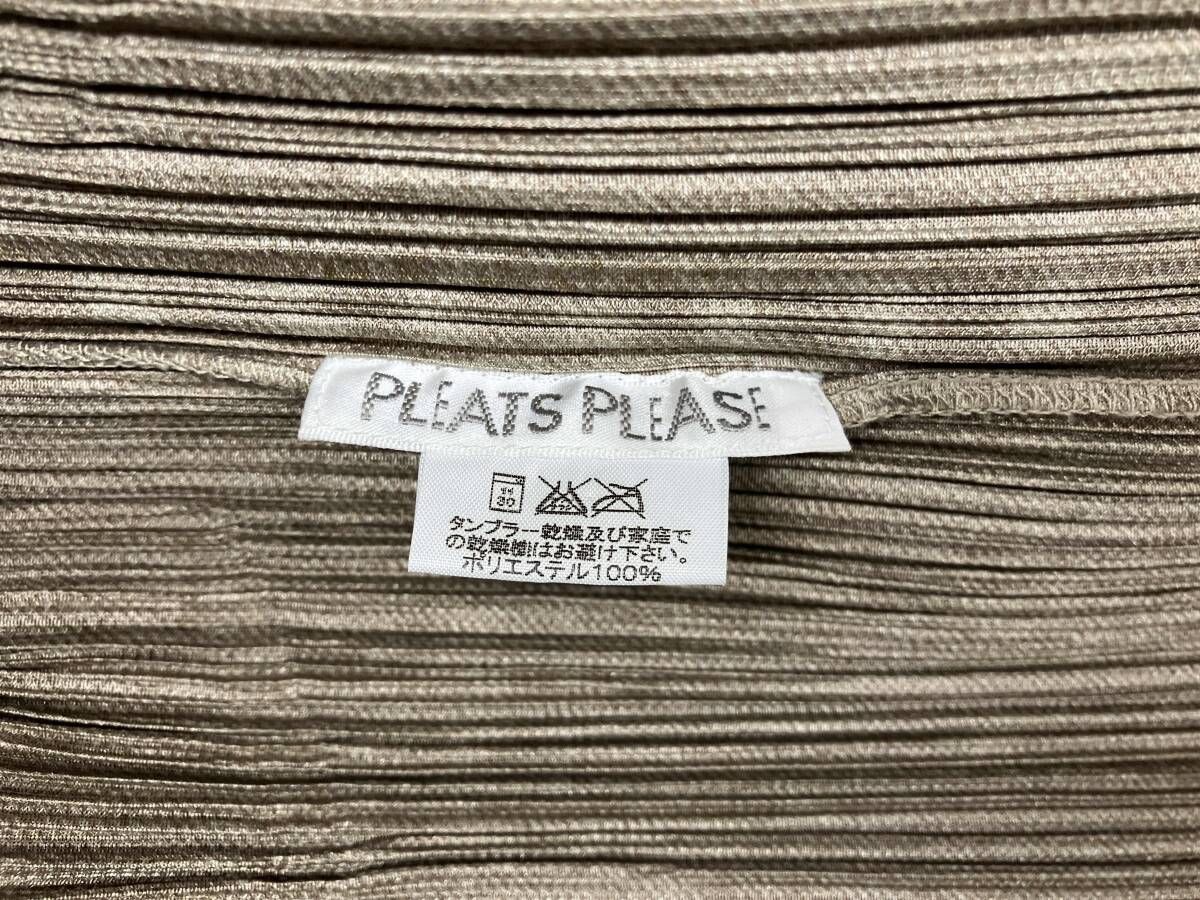 PLEATS PLEASE
タンブラー乾燥及び家庭で
の乾燥機はお避け下さい。
ポリエステル100%